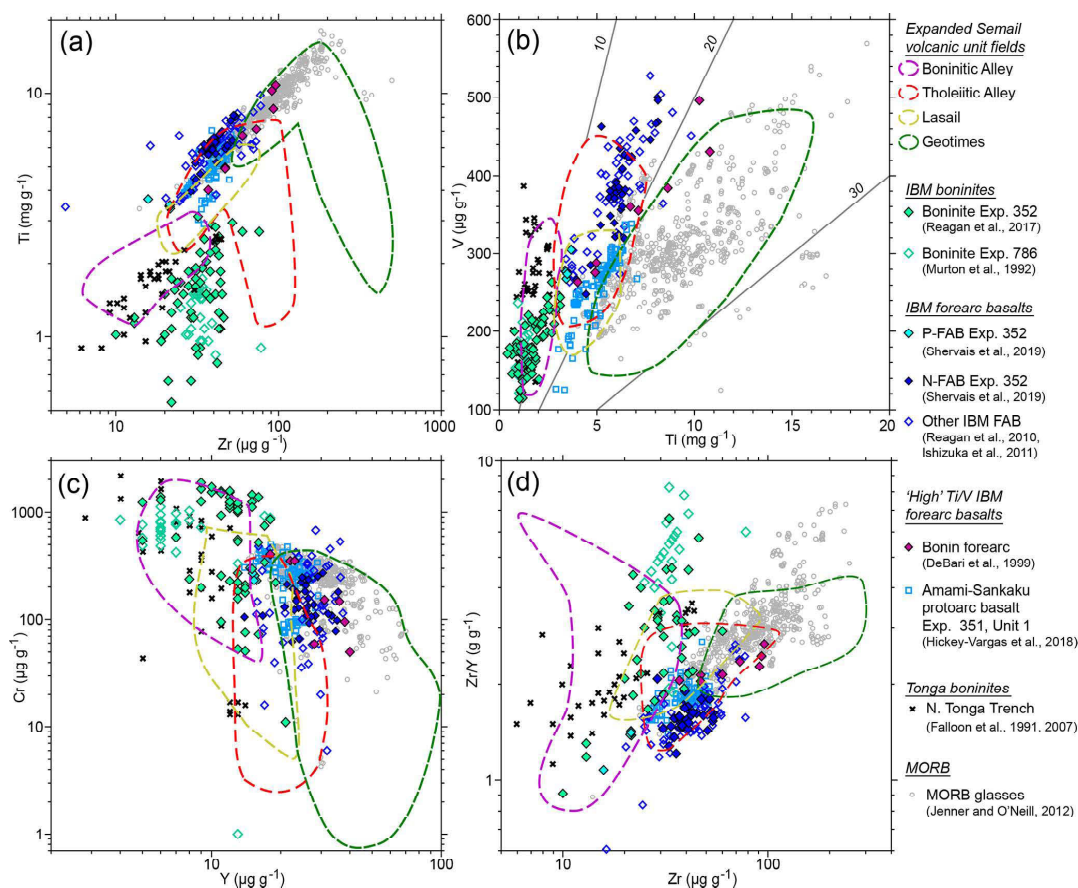 (a)
10
1
Ti (mg g⁻¹)
10
100
1000
Zr (µg g⁻¹)
(b)
10
20
30
600
500
400
300
200
100
V (µg g⁻¹)
0
5
10
15
20
TI (mg g⁻¹)
(c)
1000
100
10
1
Cr (µg g⁻¹)
10
100
Y (µg g⁻¹)
(d)
10
1
Zr/Y (g g⁻¹)
10
100
Zr (µg g⁻¹)
Expanded Semail
volcanic unit fields
Boninitic Alley
Tholeiitic Alley
Lasail
Geotimes
IBM boninites
Boninite Exp. 352
(Reagan et al., 2017)
Boninite Exp. 786
(Murton et al., 1992)
IBM forearc basalts
P-FAB Exp. 352
(Shervais et al., 2019)
N-FAB Exp. 352
(Shervais et al., 2019)
Other IBM FAB
(Reagan et al., 2010,
Ishizuka et al., 2011)
‘High’ Ti/V IBM
forearc basalts
Bonin forearc
(DeBari et al., 1999)
Amami-Sankaku
protoarc basalt
Exp. 351, Unit 1
(Hickey-Vargas et al., 2018)
Tonga boninites
N. Tonga Trench
(Falloon et al., 1991, 2007)
MORB
MORB glasses
(Jenner and O'Neill, 2012)